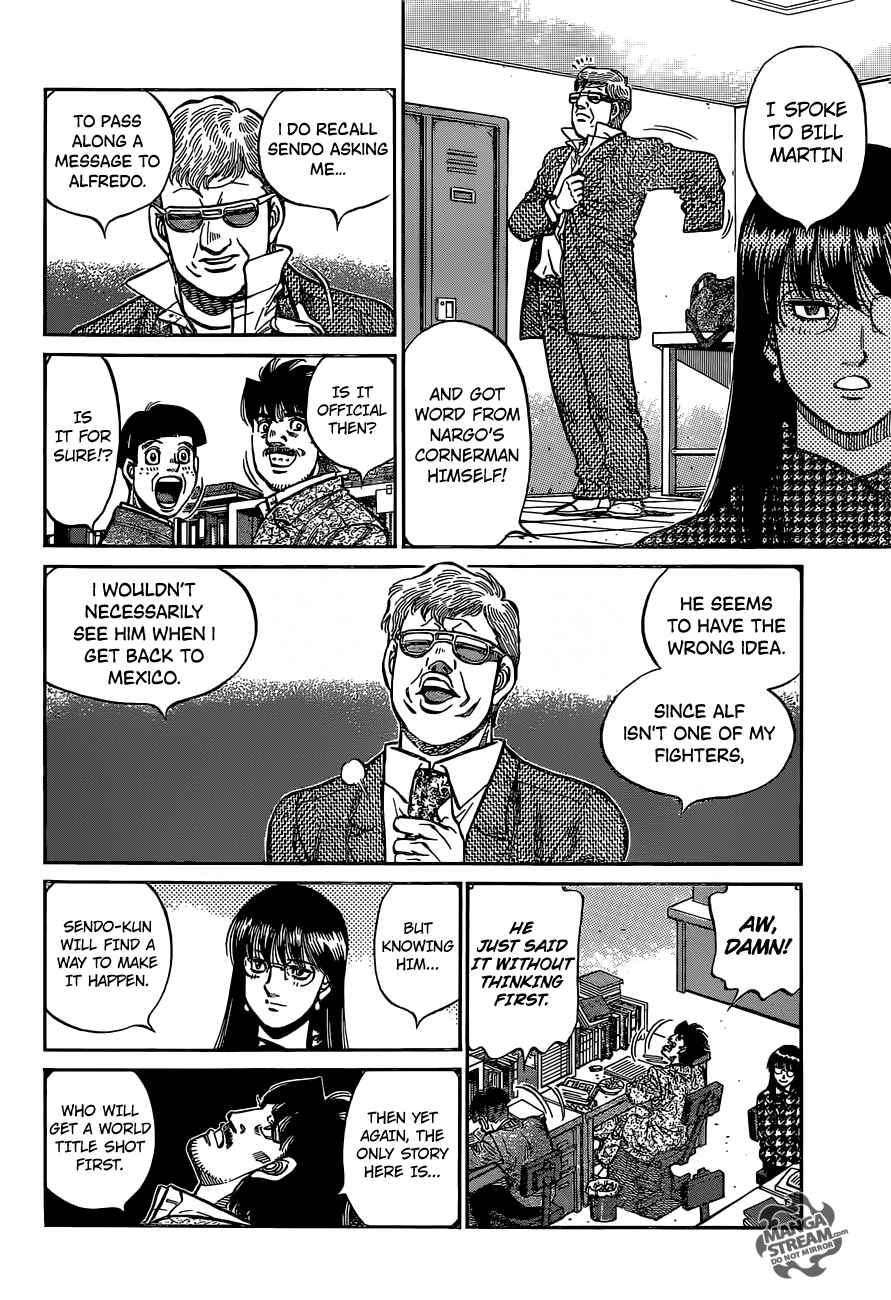 I SPOKE
TO BILL
MARTIN
AND GOT
WORD FROM
NARGO'S
CORNERMAN
HIMSELF!
I DO RECALL
SENDO ASKING
ME...
TO PASS
ALONG A
MESSAGE TO
ALFREDO.
IS IT
OFFICIAL
THEN?
IS
IT FOR
SURE!?
HE SEEMS
TO HAVE THE
WRONG IDEA.
SINCE ALF
ISN'T ONE OF MY
FIGHTERS,
I WOULDN'T
NECESSARILY
SEE HIM WHEN I
GET BACK TO
MEXICO.
AW,
DAMN!
HE
JUST SAID
IT WITHOUT
THINKING
FIRST.
BUT
KNOWING
HIM...
SENDO-KUN
WILL FIND A
WAY TO MAKE
IT HAPPEN.
THEN YET
AGAIN, THE
ONLY STORY
HERE IS...
WHO WILL
GET A WORLD
TITLE SHOT
FIRST.
MANGA
STREAM.com
DO NOT MIRROR